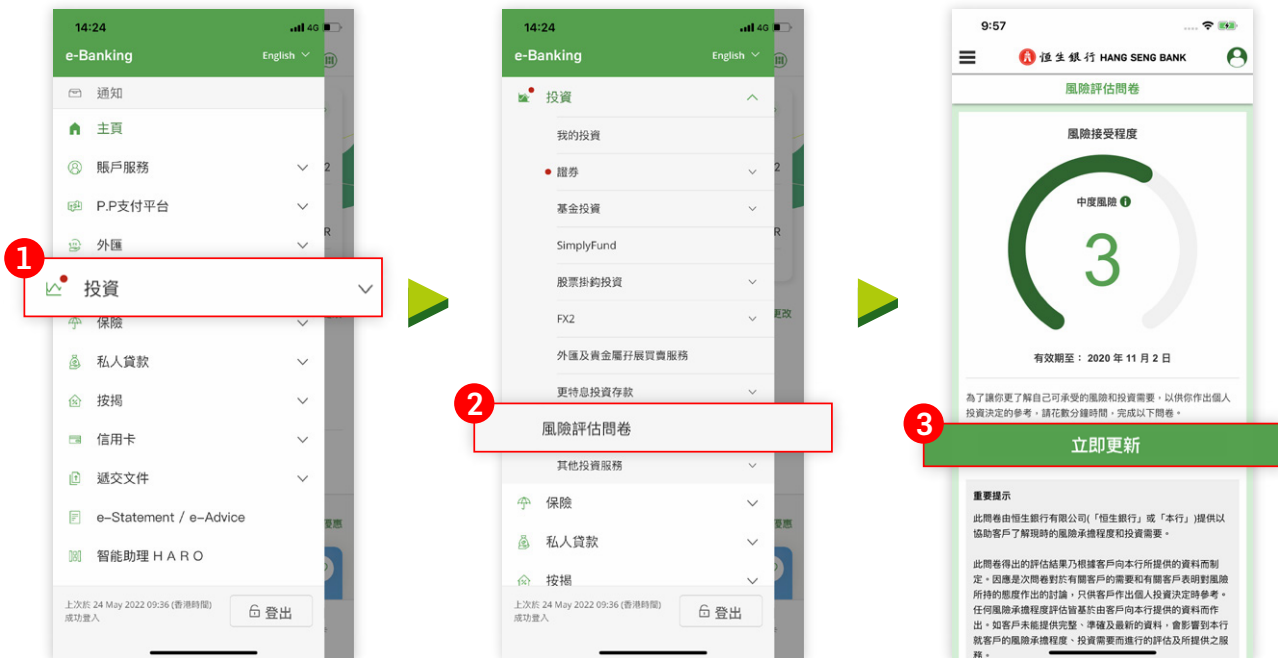 14:24
4G
e-Banking
English
通知
主頁
賬戶服務
2
P.P支付平台
外匯
R
1
投資
保險
私人貸款
按揭
信用卡
遞交文件
e-Statement / e-Advice
智能助理 H A R O
上次於 24 May 2022 09:36 (香港時間)
成功登入
登出
14:24
4G
e-Banking
English
投資
我的投資
證券
2
基金投資
SimplyFund
R
股票掛鈎投資
FX2
更改
外匯及貴金屬孖展買賣服務
更特息投資存款
2
風險評估問卷
其他投資服務
保險
優惠
私人貸款
按揭
上次於 24 May 2022 09:36 (香港時間)
成功登入
登出
9:57
恒生銀行 HANG SENG BANK
風險評估問卷
風險接受程度
中度風險
3
有效期至： 2020 年 11 月 2 日
為了讓你更了解自己可承受的風險和投資需要，以供你作出個人
投資決定的參考，請花數分鐘時間，完成以下問卷。
3
立即更新
重要提示
此問卷由恒生銀行有限公司(「恒生銀行」或「本行」)提供以
協助客戶了解現時的風險承擔程度和投資需要。
此問卷得出的評估結果乃根據客戶向本行所提供的資料而制
定。因應是次問卷對於有關客戶的需要和有關客戶表明對風險
所持的態度作出的討論，只供客戶作出個人投資決定時參考。
任何風險承擔程度評估皆基於由客戶向本行提供的資料而作
出。如客戶未能提供完整、準確及最新的資料，會影響到本行
就客戶的風險承擔程度、投資需要而進行的評估及所提供之服
務。